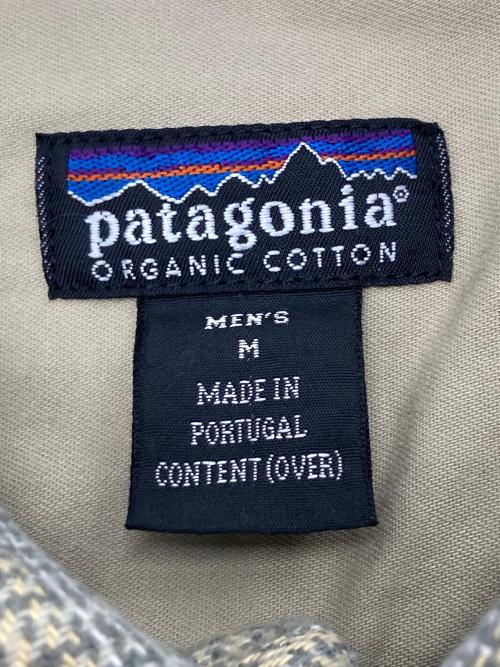 patagonia®
ORGANIC COTTON
MEN'S
M
MADE IN
PORTUGAL
CONTENT (OVER)